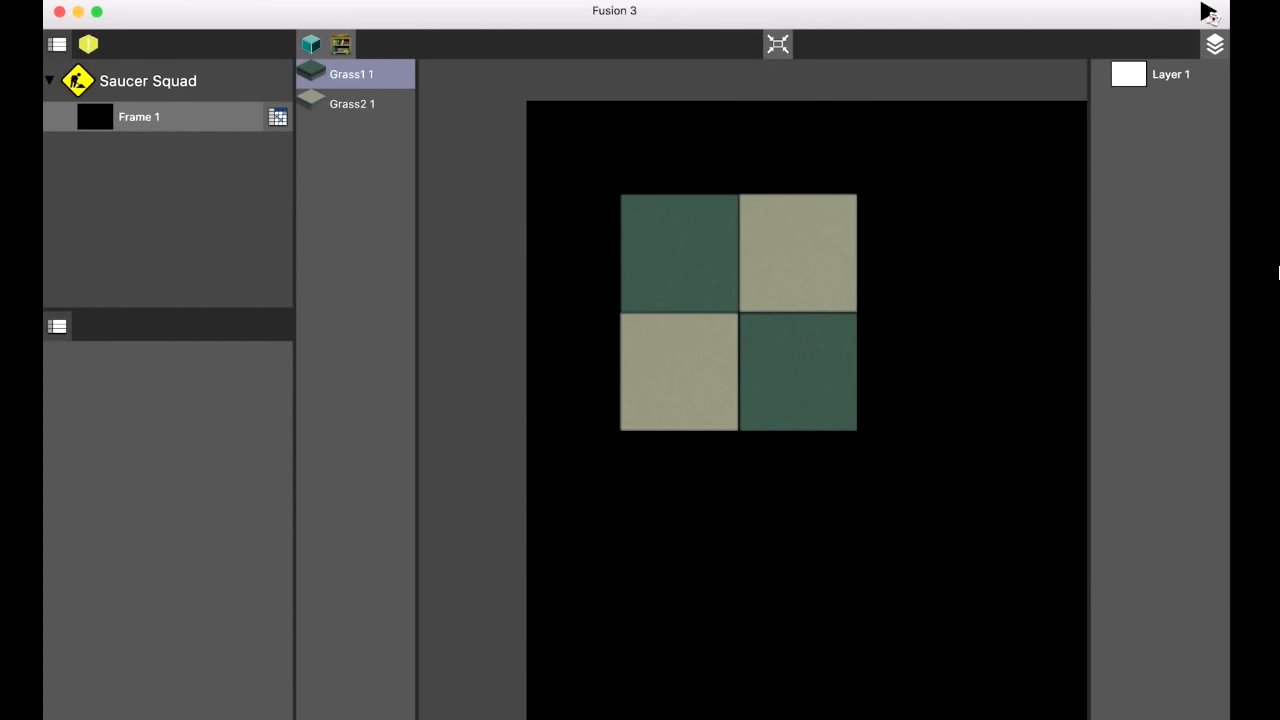 Fusion 3
Saucer Squad
Frame 1
Grass1 1
Grass2 1
Layer 1